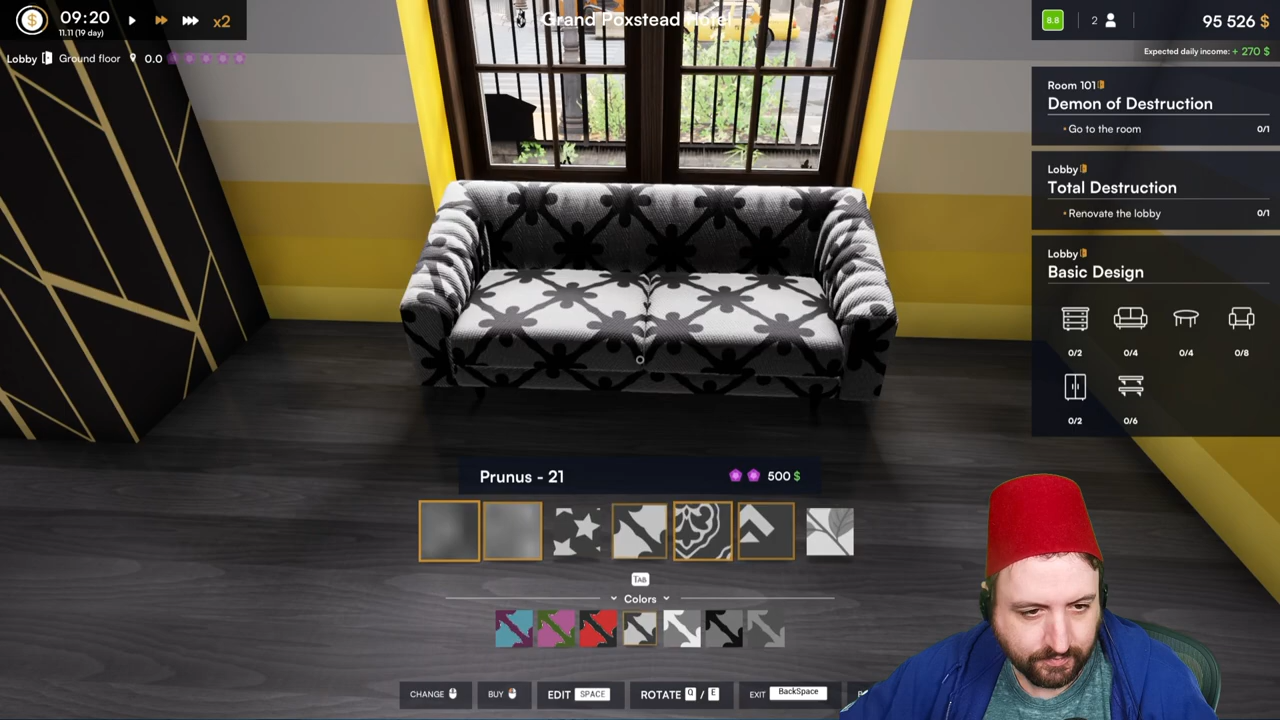 09:20
11.11 (19 day)
x2
Grand Poxstead Hotel
8.8
2
95 526 $
Expected daily income: + 270 $
Lobby
Ground floor
0.0
Room 101
Demon of Destruction
Go to the room
0/1
Lobby
Total Destruction
Renovate the lobby
0/1
Lobby
Basic Design
0/2
0/4
0/4
0/8
0/2
0/6
Prunus - 21
500 $
TAB
Colors
CHANGE
BUY
EDIT SPACE
ROTATE Q / E
EXIT BackSpace